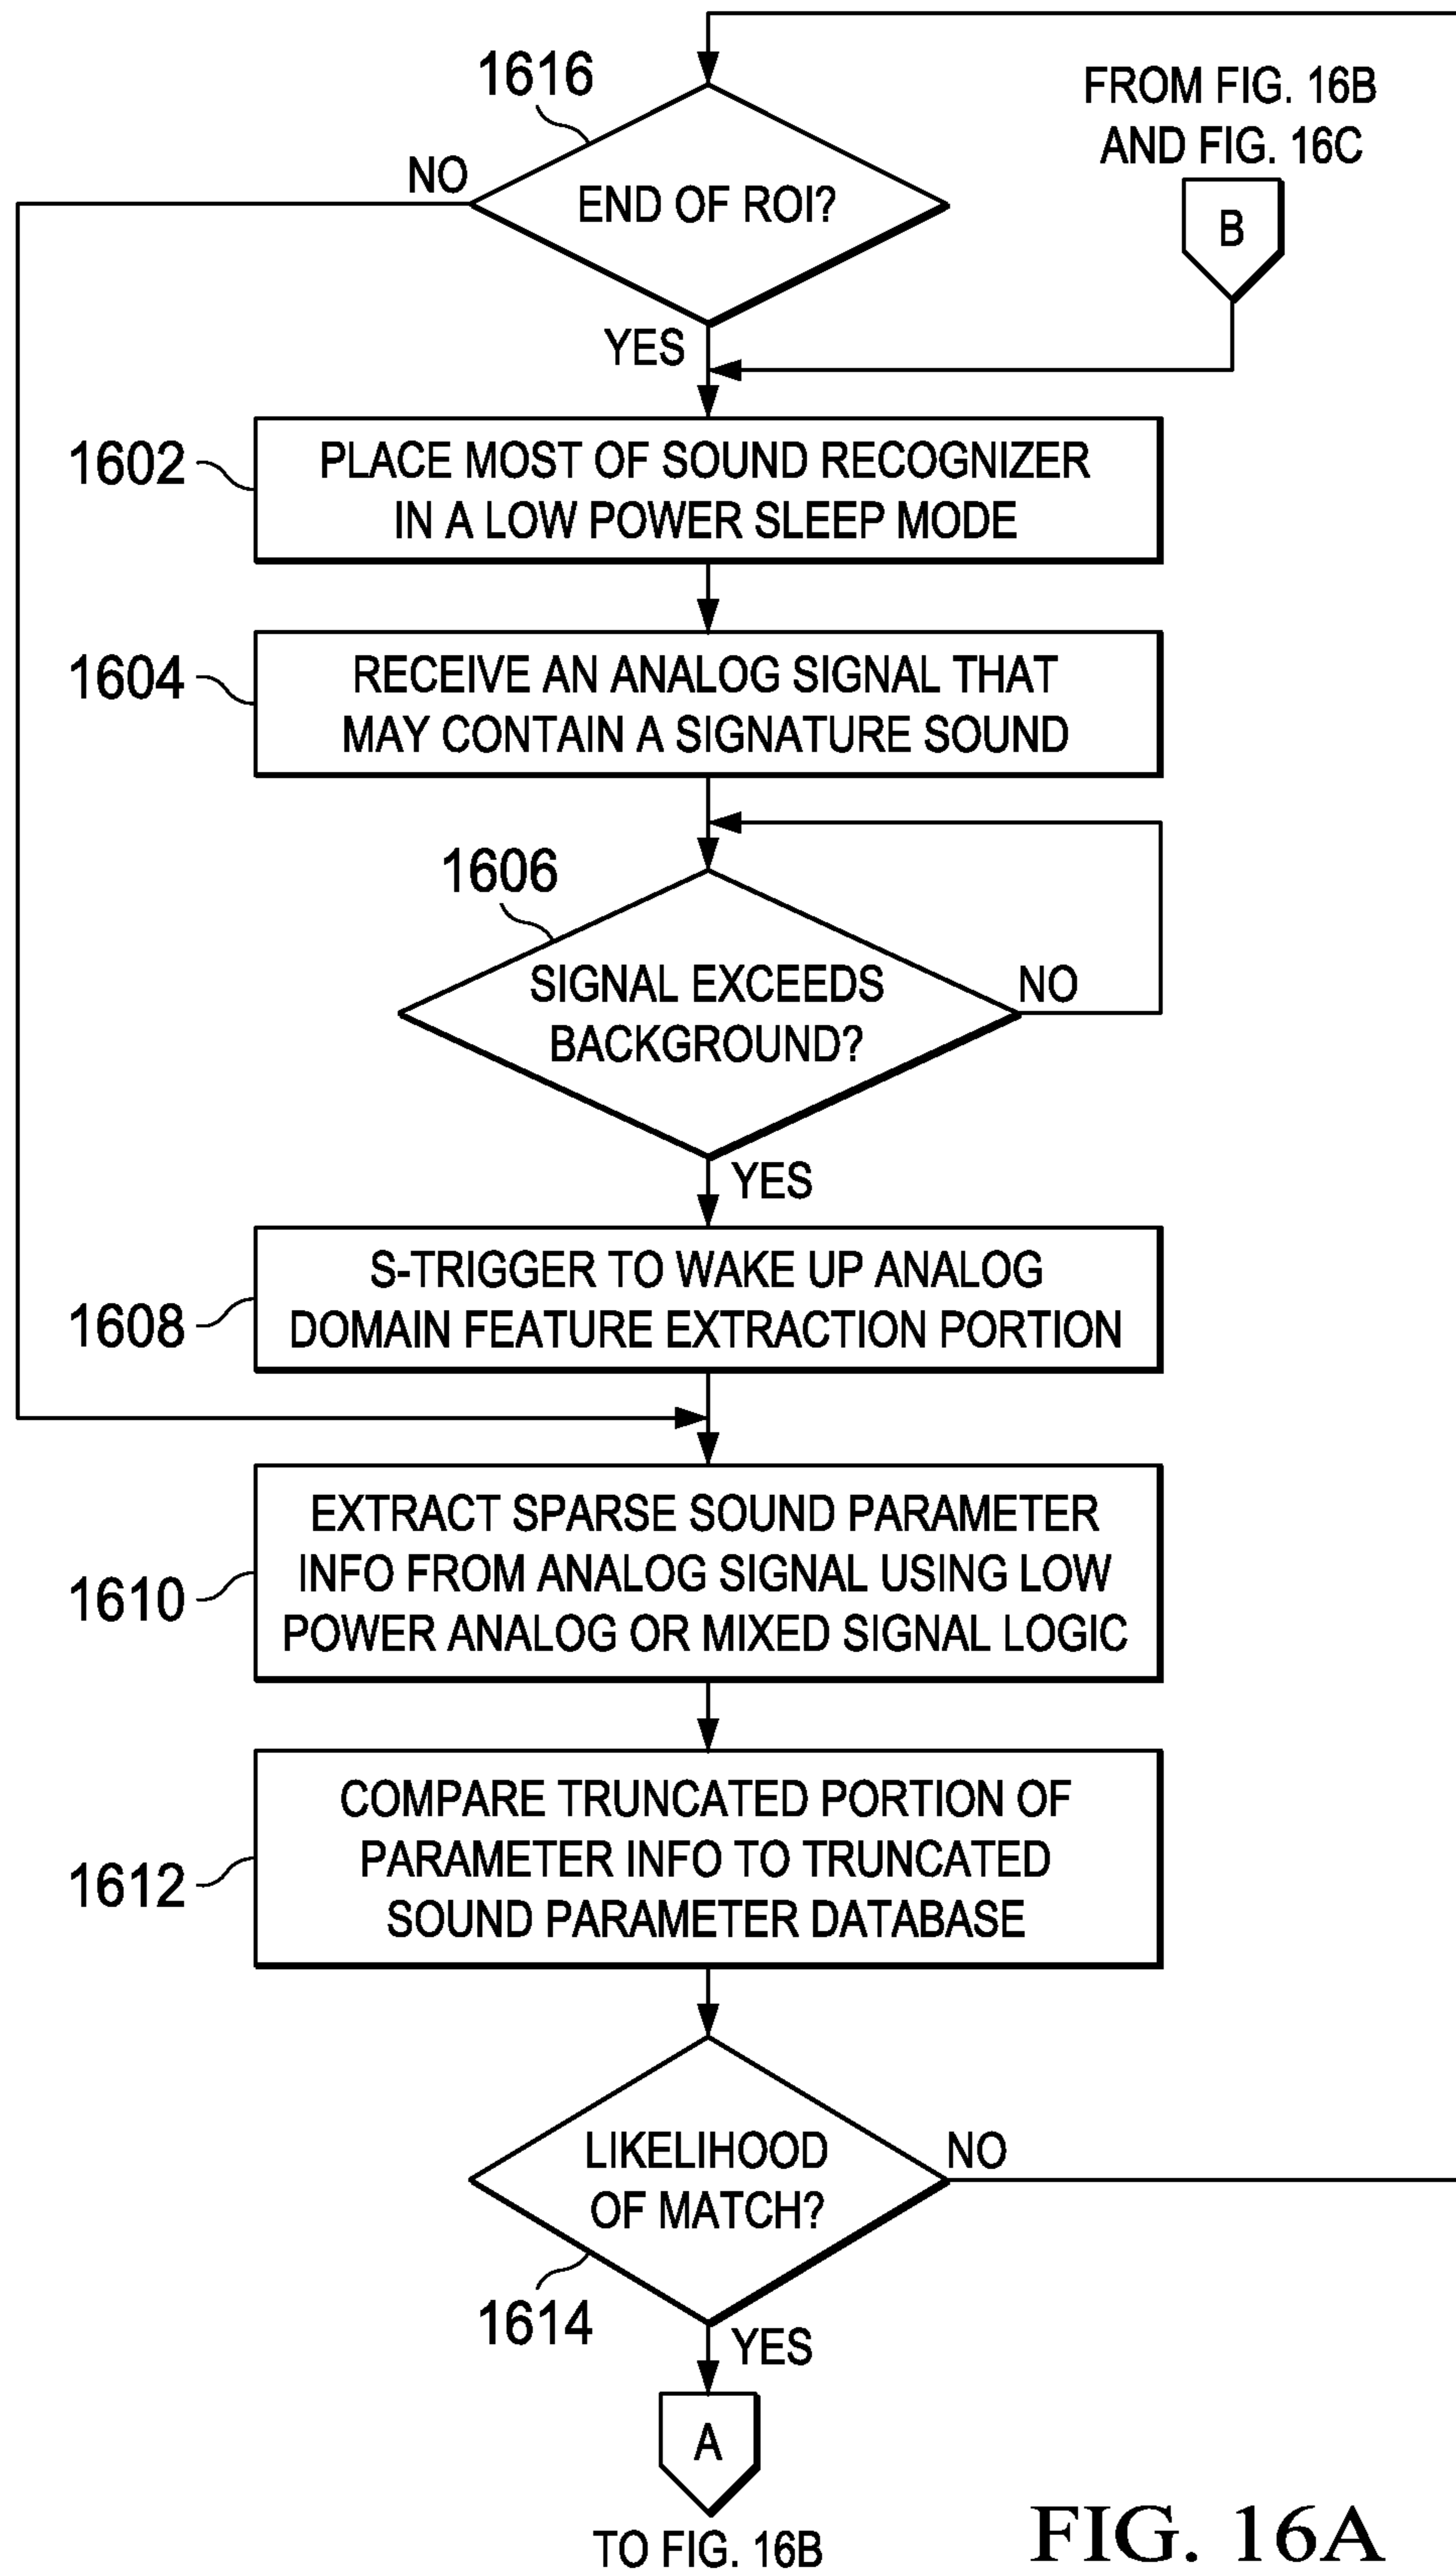 1616
FROM FIG. 16B
AND FIG. 16C
NO
END OF ROI?
B
YES
1602
PLACE MOST OF SOUND RECOGNIZER
IN A LOW POWER SLEEP MODE
1604
RECEIVE AN ANALOG SIGNAL THAT
MAY CONTAIN A SIGNATURE SOUND
1606
SIGNAL EXCEEDS
BACKGROUND?
NO
YES
1608
S-TRIGGER TO WAKE UP ANALOG
DOMAIN FEATURE EXTRACTION PORTION
1610
EXTRACT SPARSE SOUND PARAMETER
INFO FROM ANALOG SIGNAL USING LOW
POWER ANALOG OR MIXED SIGNAL LOGIC
1612
COMPARE TRUNCATED PORTION OF
PARAMETER INFO TO TRUNCATED
SOUND PARAMETER DATABASE
LIKELIHOOD
OF MATCH?
NO
1614
YES
A
TO FIG. 16B
FIG. 16A